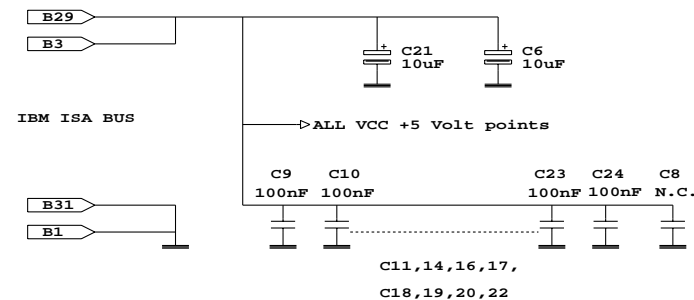 B29
B3
C21
10uF
C6
10uF
IBM ISA BUS
ALL VCC +5 Volt points
C9
100nF
C10
100nF
C23
100nF
C24
100nF
C8
N.C.
B31
B1
C11,14,16,17,
C18,19,20,22